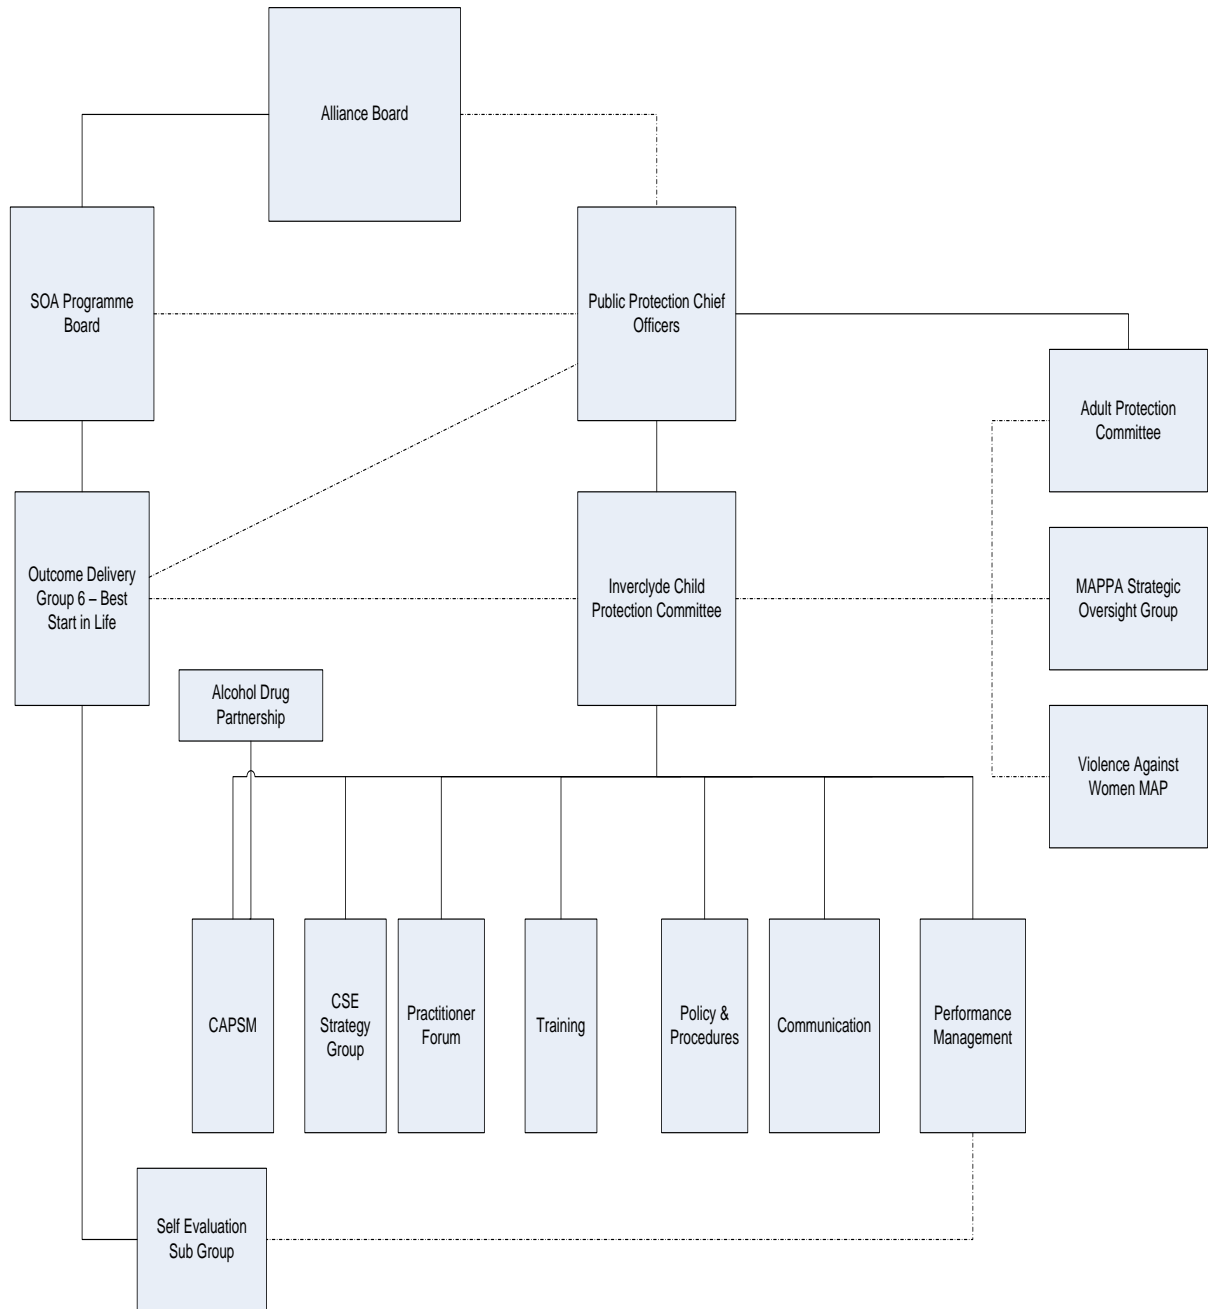 Alliance Board
SOA Programme
Board
Public Protection Chief
Officers
Adult Protection
Committee
Outcome Delivery
Group 6 – Best
Start in Life
Inverclyde Child
Protection Committee
MAPPA Strategic
Oversight Group
Alcohol Drug
Partnership
Violence Against
Women MAP
CAPSM
CSE
Strategy
Group
Practitioner
Forum
Training
Policy &
Procedures
Communication
Performance
Management
Self Evaluation
Sub Group